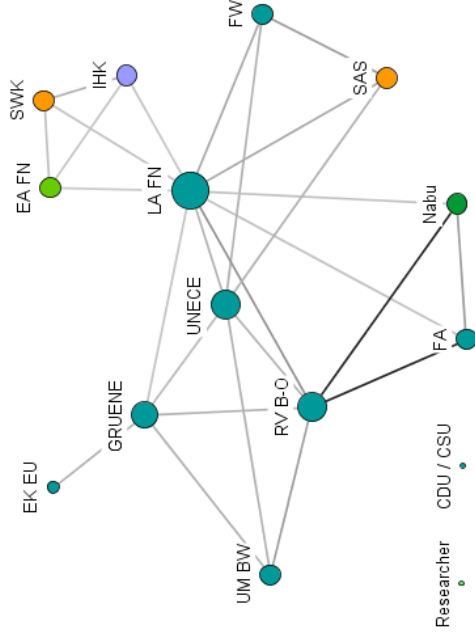 EK EU
GRUENE
UM BW
RV B-O
UNECE
LA FN
EA FN
SWK
IHK
FW
SAS
Nabu
FA
Researcher
CDU / CSU